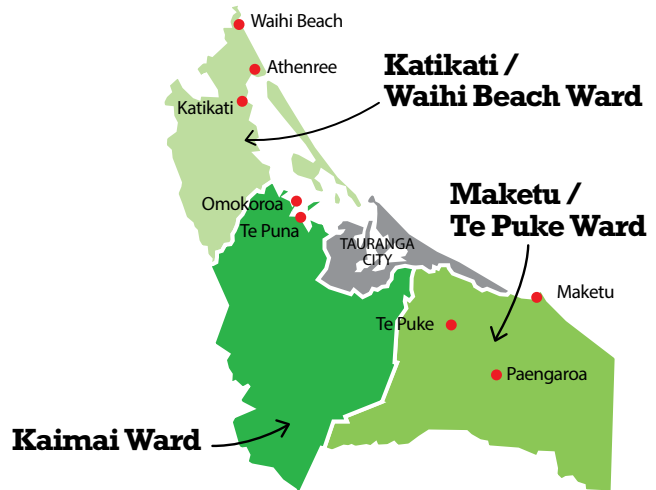 Waihi Beach
Athenree
Katikati /
Waihi Beach Ward
Katikati
Omokoroa
Te Puna
Maketu /
Te Puke Ward
TAURANGA
CITY
Maketu
Te Puke
Paengaroa
Kaimai Ward